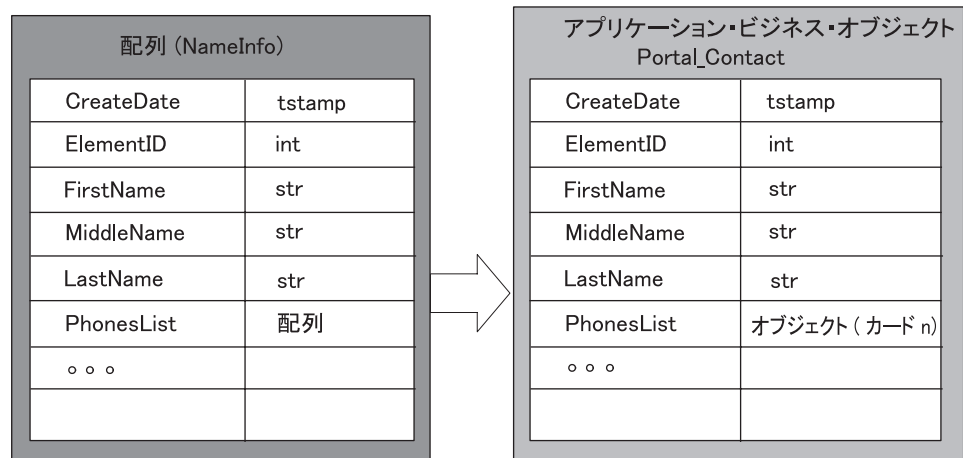 配列 (NameInfo)
CreateDate tstamp
ElementID int
FirstName str
MiddleName str
LastName str
PhonesList 配列
。。。
アプリケーション・ビジネス・オブジェクト
Portal_Contact
CreateDate tstamp
ElementID int
FirstName str
MiddleName str
LastName str
PhonesList オブジェクト ( カード n)
。。。